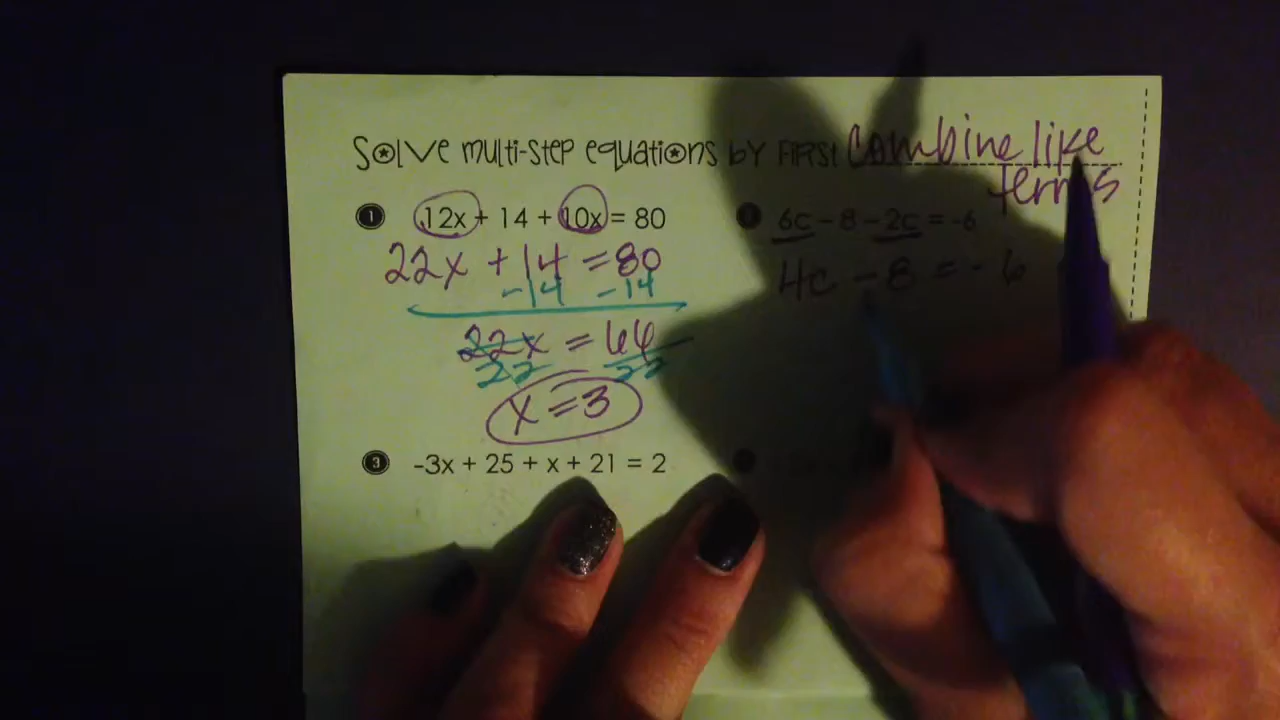 Solve multi-step equations by first combine like terms
1 12x + 14 + 10x = 80
22x + 14 = 80
-14 -14
22x = 66
22 22
x = 3
6c - 8 - 2c = -6
4c - 8 = -6
3 -3x + 25 + x + 21 = 2